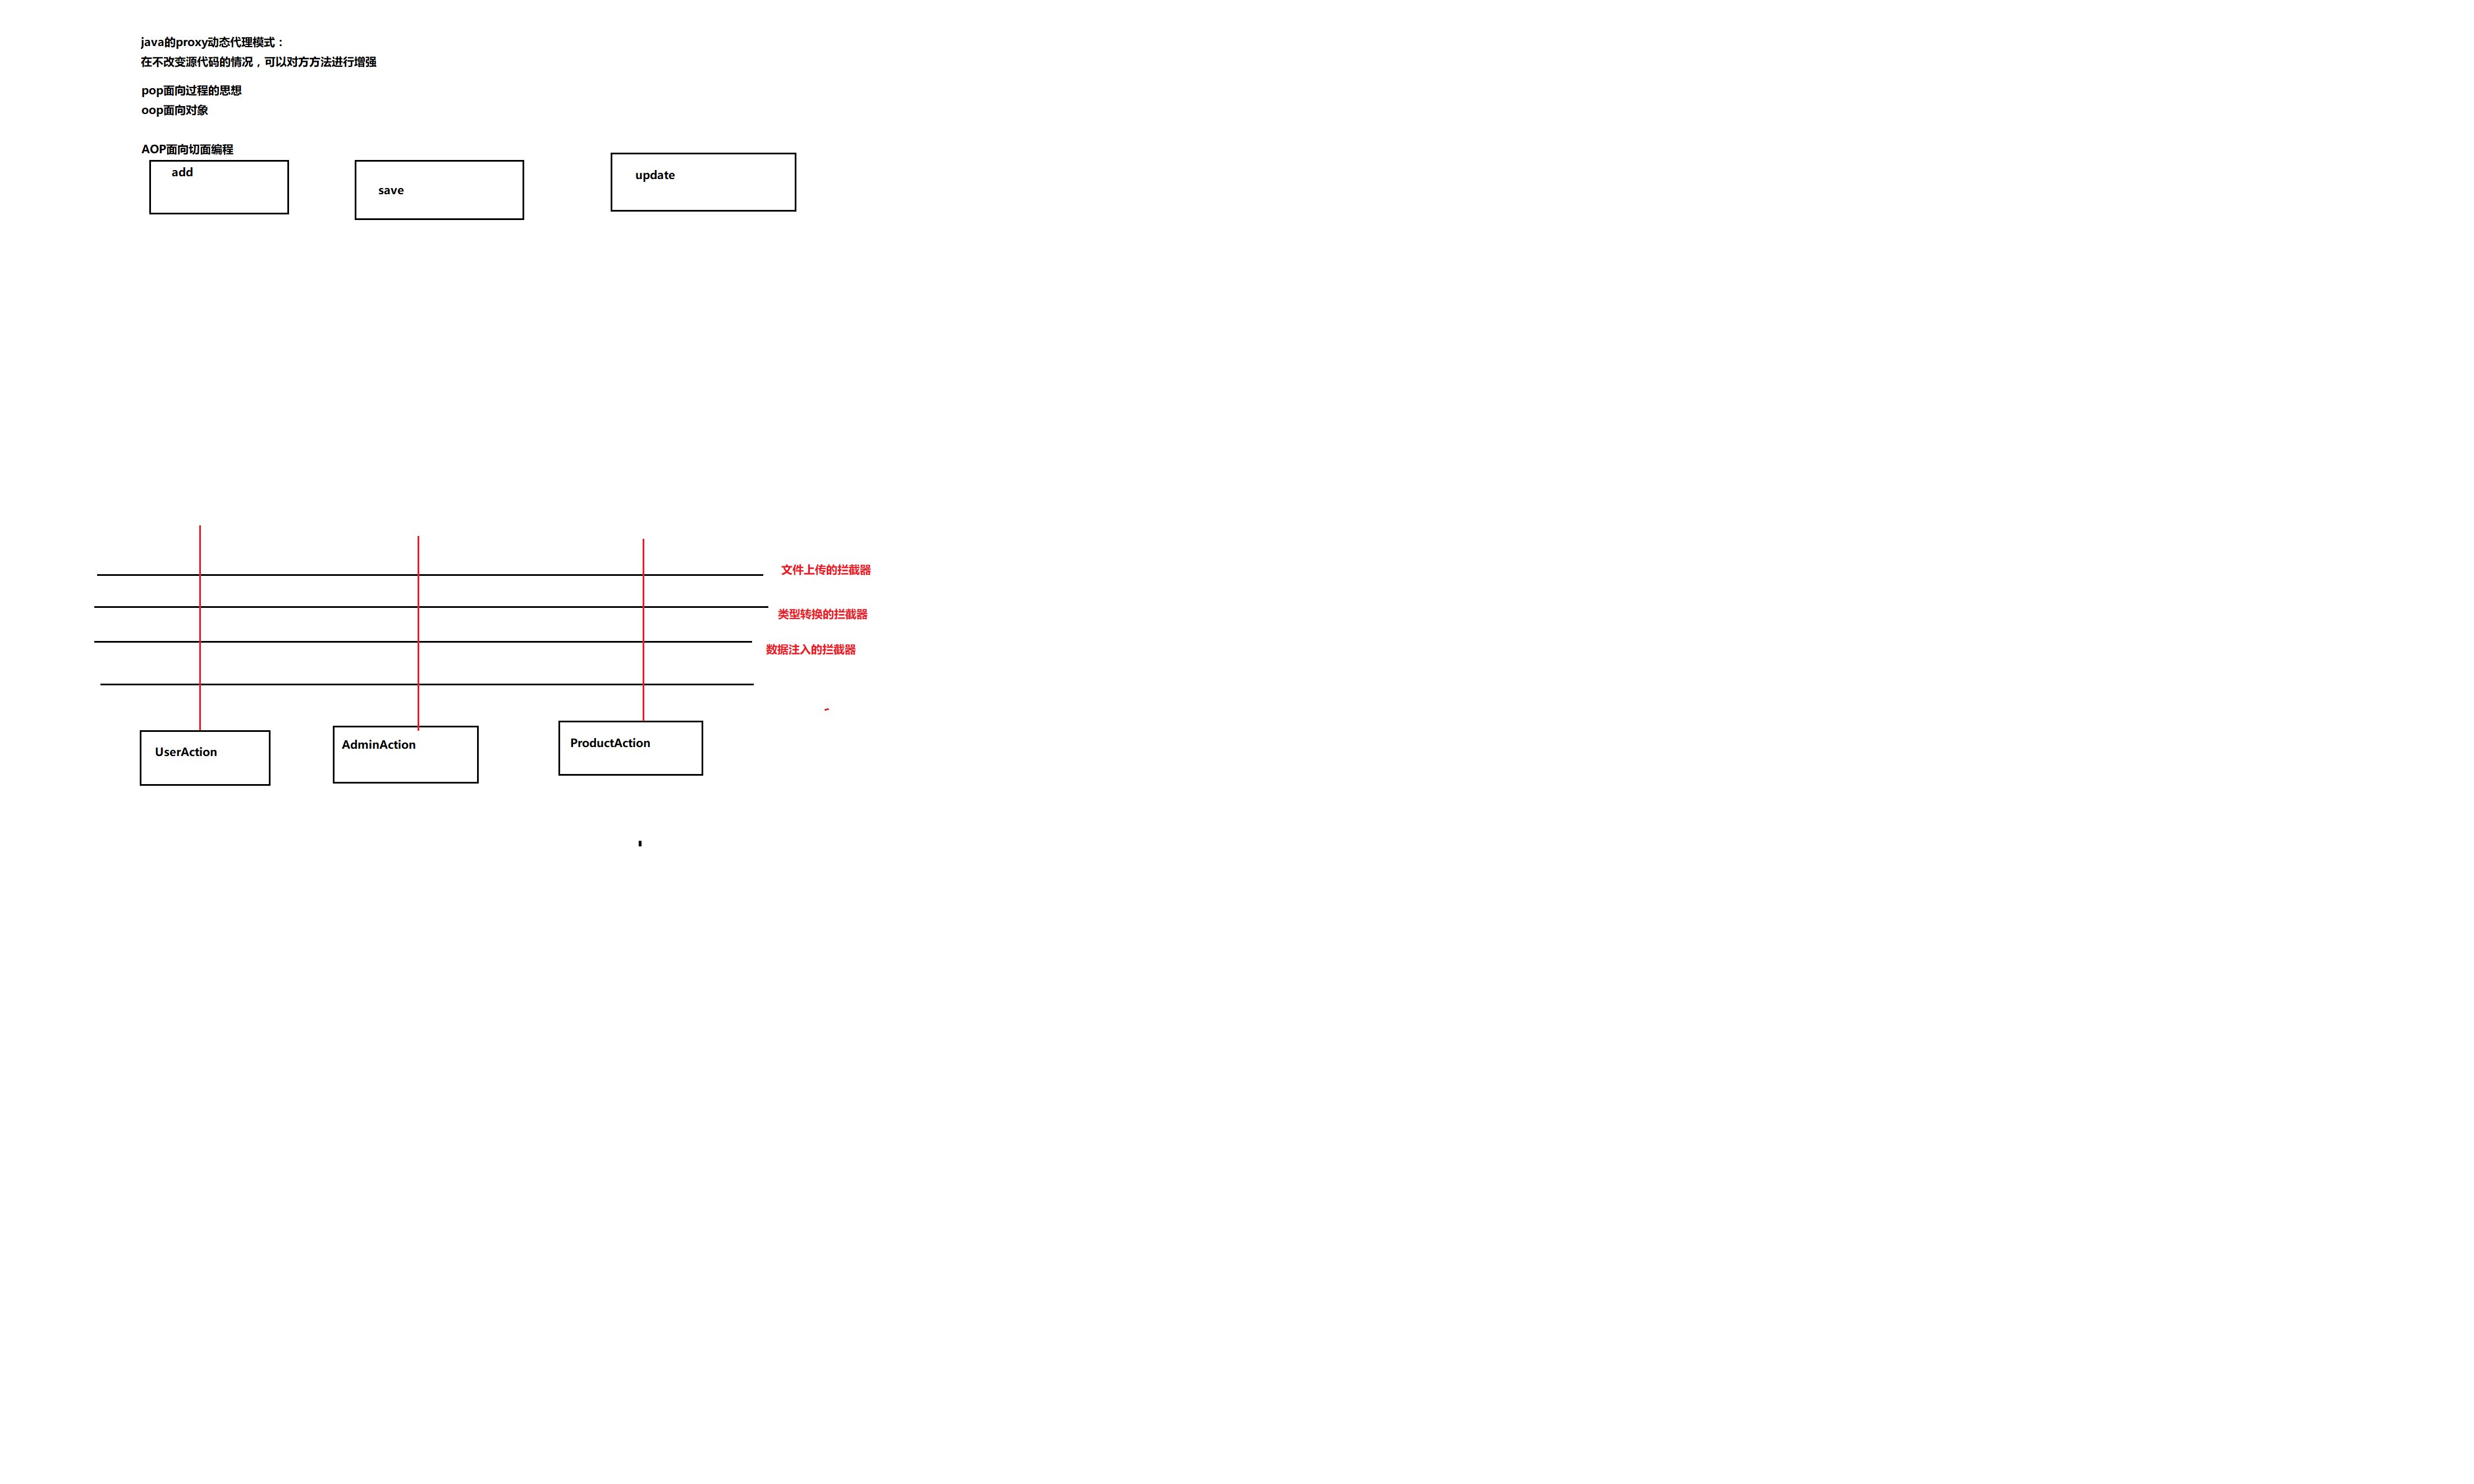 java的proxy动态代理模式：
在不改变源代码的情况，可以对方方法进行增强
pop面向过程的思想
oop面向对象
AOP面向切面编程
add
save
update
文件上传的拦截器
类型转换的拦截器
数据注入的拦截器
UserAction
AdminAction
ProductAction